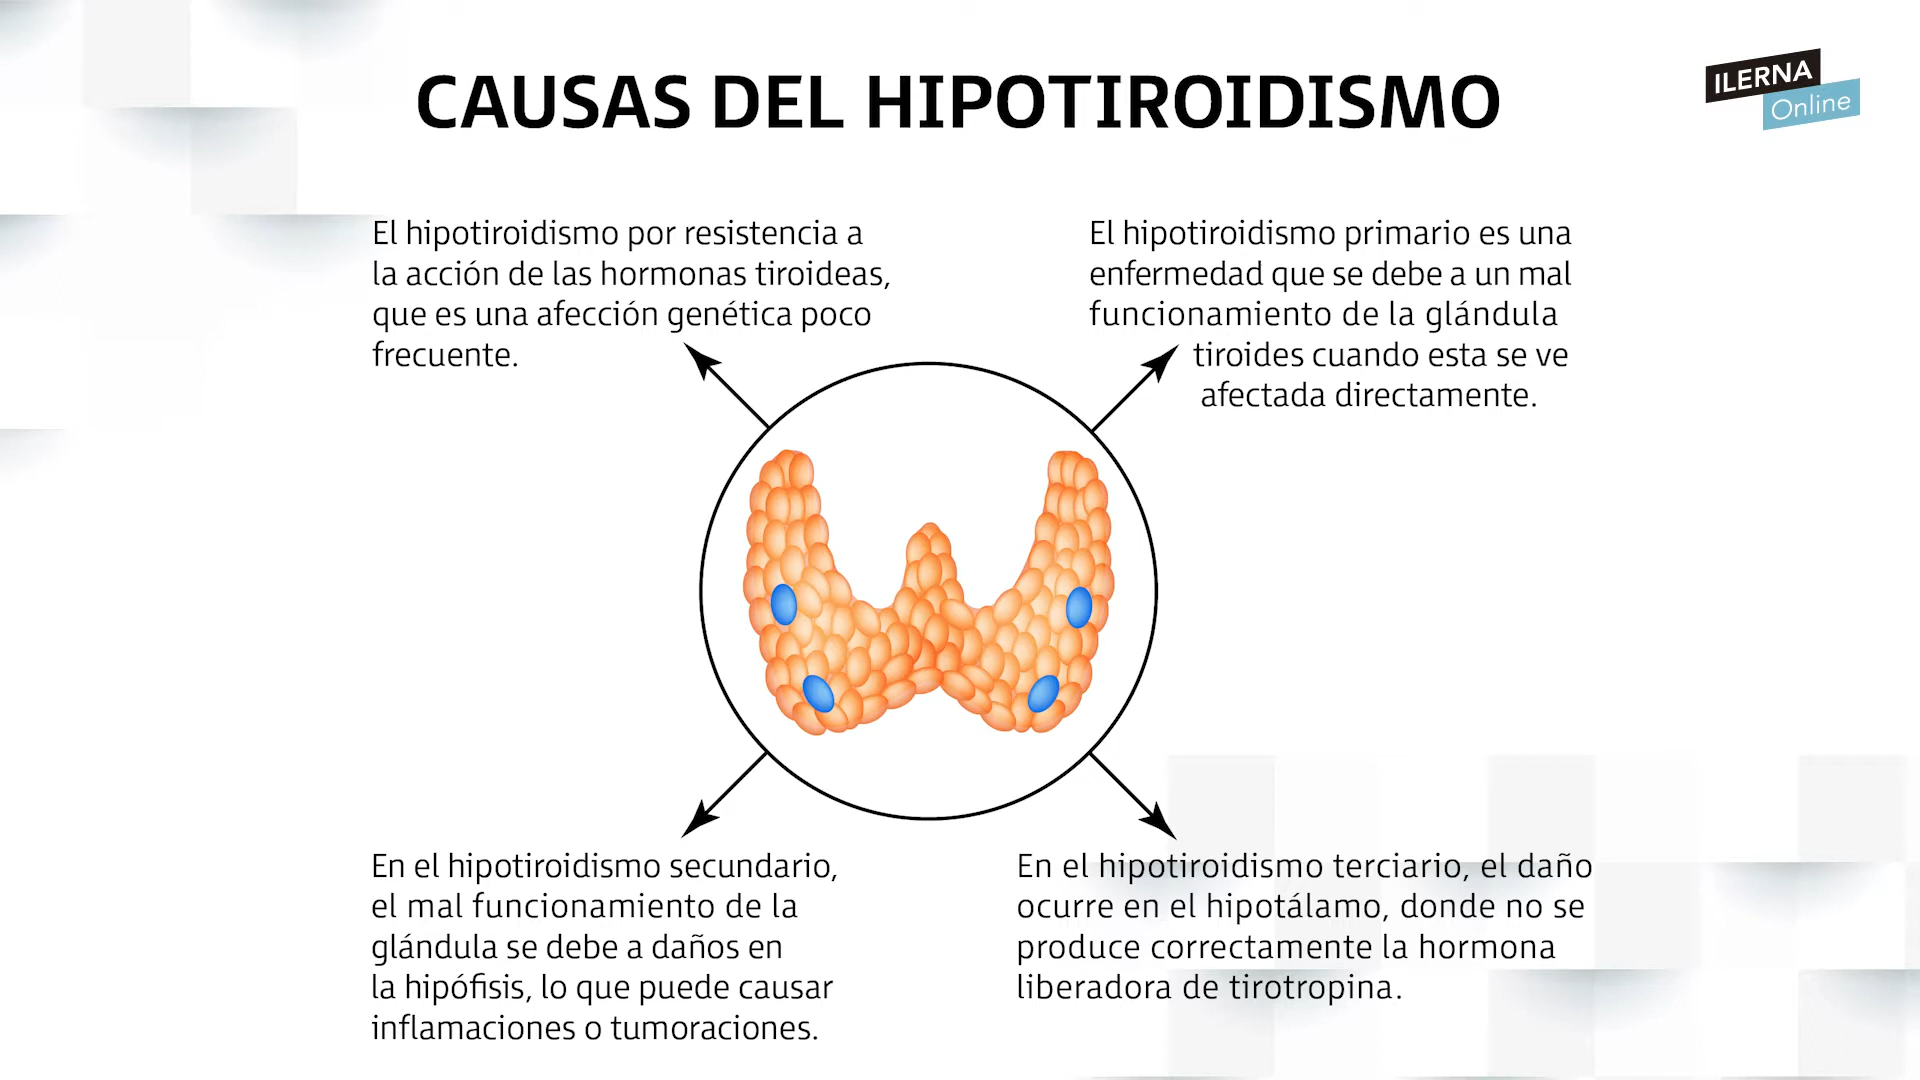 CAUSAS DEL HIPOTIROIDISMO
ILERNA
Online
El hipotiroidismo por resistencia a
la acción de las hormonas tiroideas,
que es una afección genética poco
frecuente.
El hipotiroidismo primario es una
enfermedad que se debe a un mal
funcionamiento de la glándula
tiroides cuando esta se ve
afectada directamente.
En el hipotiroidismo secundario,
el mal funcionamiento de la
glándula se debe a daños en
la hipófisis, lo que puede causar
inflamaciones o tumoraciones.
En el hipotiroidismo terciario, el daño
ocurre en el hipotálamo, donde no se
produce correctamente la hormona
liberadora de tirotropina.